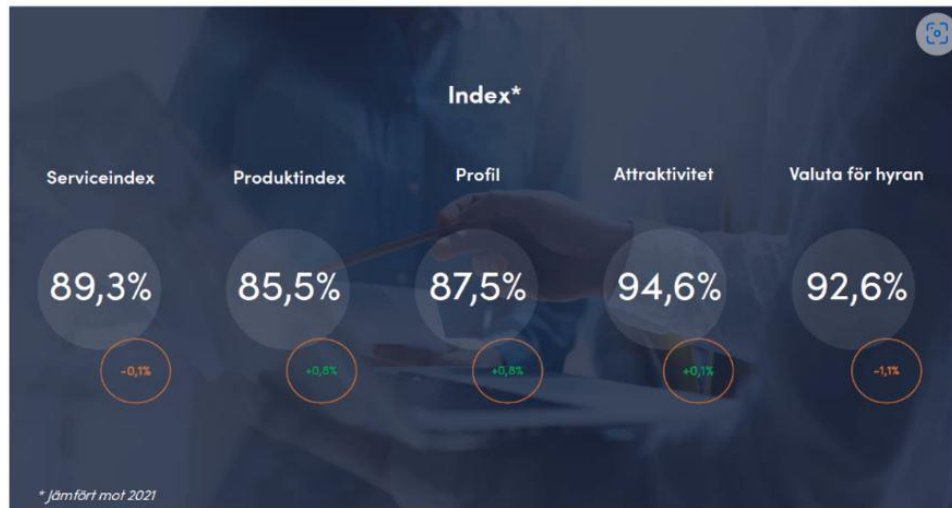 Index*
Serviceindex Produktindex Profil Attraktivitet Valuta för hyran
89,3% 85,5% 87,5% 94,6% 92,6%
-0,1% +0,8% +0,8% +0,1% -1,1%
* Jämfört mot 2021